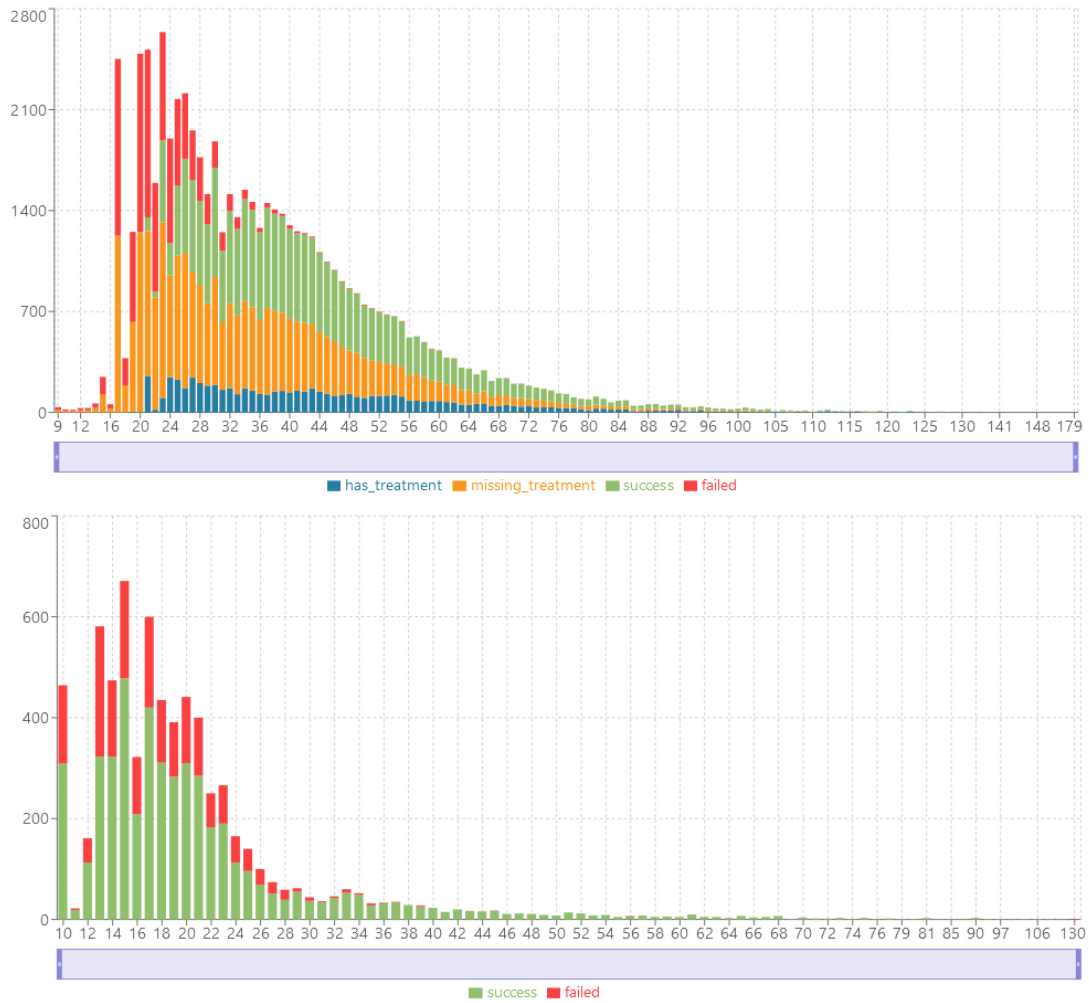 2800
2100
1400
700
0
9 12 16 20 24 28 32 36 40 44 48 52 56 60 64 68 72 76 80 84 88 92 96 100 105 110 115 120 125 130 141 148 179
has_treatment missing_treatment success failed
800
600
400
200
0
10 12 14 16 18 20 22 24 26 28 30 32 34 36 38 40 42 44 46 48 50 52 54 56 58 60 62 64 66 68 70 72 74 76 79 97 81 85 90 97 106 130
success failed